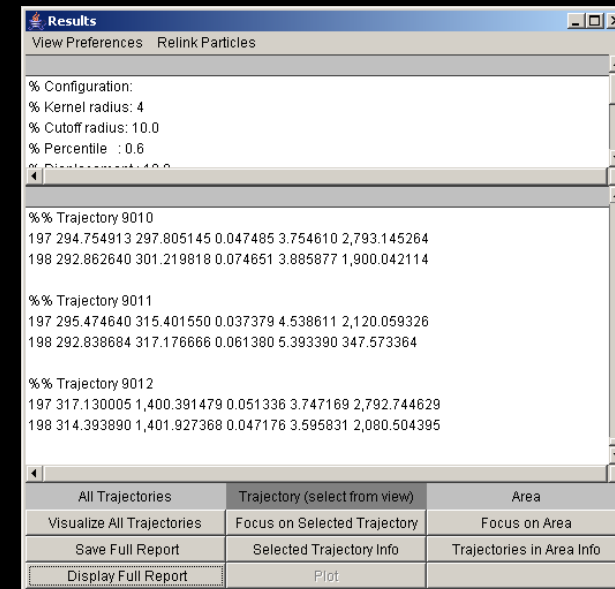 Results
View Preferences Relink Particles
% Configuration:
% Kernel radius: 4
% Cutoff radius: 10.0
% Percentile : 0.6
%% Trajectory 9010
197 294.754913 297.805145 0.047485 3.754610 2,793.145264
198 292.862640 301.219818 0.074651 3.885877 1,900.042114
%% Trajectory 9011
197 295.474640 315.401550 0.037379 4.538611 2,120.059326
198 292.838684 317.176666 0.061380 5.393390 347.573364
%% Trajectory 9012
197 317.130005 1,400.391479 0.051336 3.747169 2,792.744629
198 314.393890 1,401.927368 0.047176 3.595831 2,080.504395
All Trajectories Trajectory (select from view) Area
Visualize All Trajectories Focus on Selected Trajectory Focus on Area
Save Full Report Selected Trajectory Info Trajectories in Area Info
Display Full Report Plot